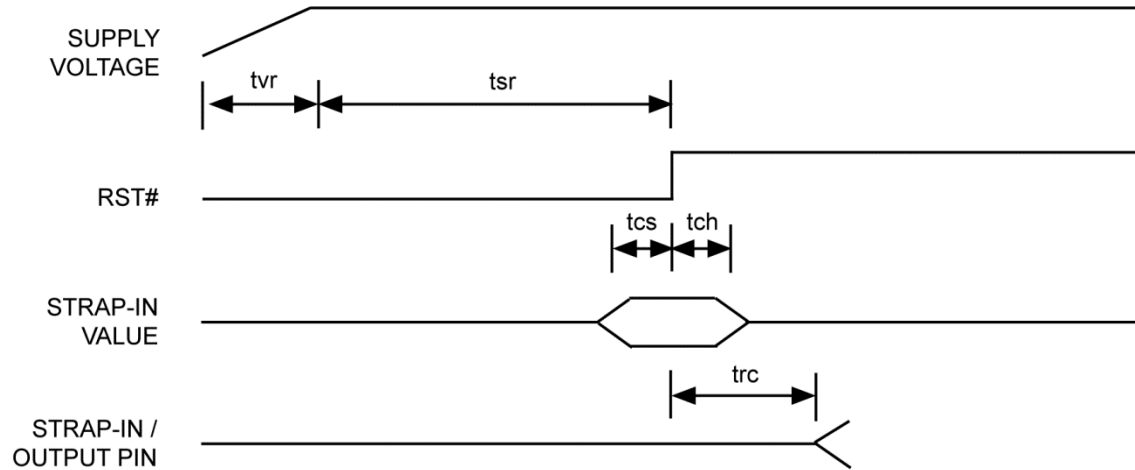 SUPPLY
VOLTAGE
tvr
tsr
RST#
tcs
tch
STRAP-IN
VALUE
trc
STRAP-IN /
OUTPUT PIN